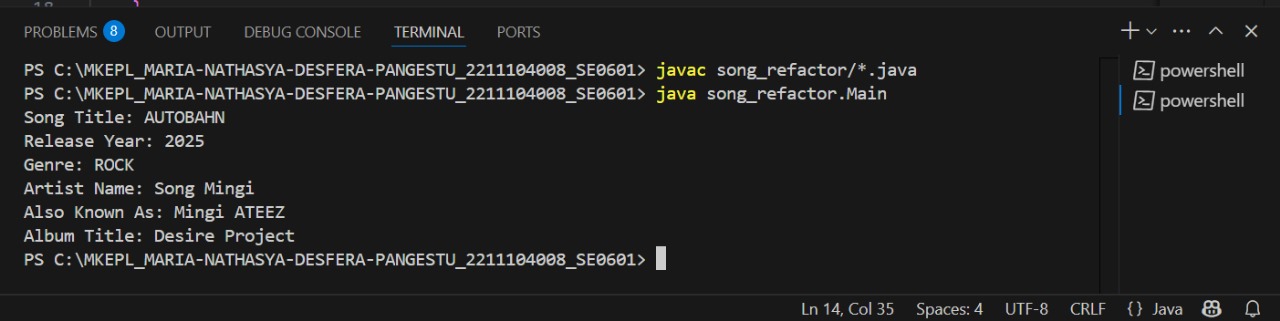 18 }
PROBLEMS 8 OUTPUT DEBUG CONSOLE TERMINAL PORTS
PS C:\MKEPL_MARIA-NATHASYA-DESFERA-PANGESTU_2211104008_SE0601> javac song_refactor/*.java
powershell
PS C:\MKEPL_MARIA-NATHASYA-DESFERA-PANGESTU_2211104008_SE0601> java song_refactor.Main
powershell
Song Title: AUTOBAHN
Release Year: 2025
Genre: ROCK
Artist Name: Song Mingi
Also Known As: Mingi ATEEZ
Album Title: Desire Project
PS C:\MKEPL_MARIA-NATHASYA-DESFERA-PANGESTU_2211104008_SE0601>
Ln 14, Col 35 Spaces: 4 UTF-8 CRLF {} Java